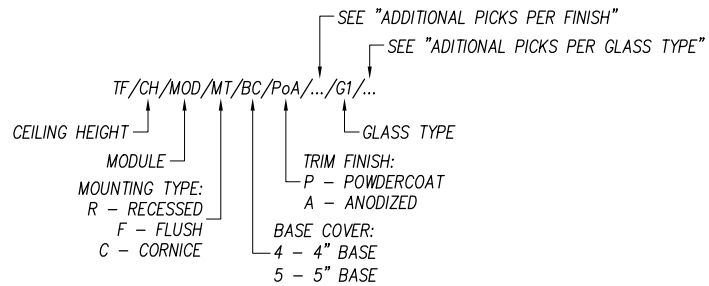 SEE "ADDITIONAL PICKS PER FINISH"
SEE "ADITIONAL PICKS PER GLASS TYPE"
TF/CH/MOD/MT/BC/PoA/.../G1/...
CEILING HEIGHT
GLASS TYPE
MODULE
TRIM FINISH:
P – POWDERCOAT
A – ANODIZED
MOUNTING TYPE:
R – RECESSED
F – FLUSH
C – CORNICE
BASE COVER:
4 – 4" BASE
5 – 5" BASE